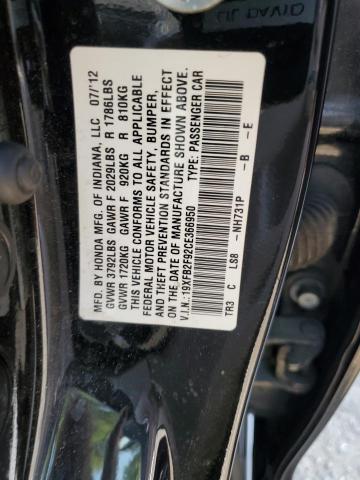 MFD. BY HONDA MFG. OF INDIANA, LLC 07/'12
GVWR 3792LBS GAWR F 2029LBS R 1786LBS
GVWR 1720KG GAWR F 920KG R 810KG
THIS VEHICLE CONFORMS TO ALL APPLICABLE
FEDERAL MOTOR VEHICLE SAFETY, BUMPER,
AND THEFT PREVENTION STANDARDS IN EFFECT
ON THE DATE OF MANUFACTURE SHOWN ABOVE.
V.I.N.:19XFB2F92CE366950 TYPE: PASSENGER CAR
TR3 C LS8 -NH731P -B -E